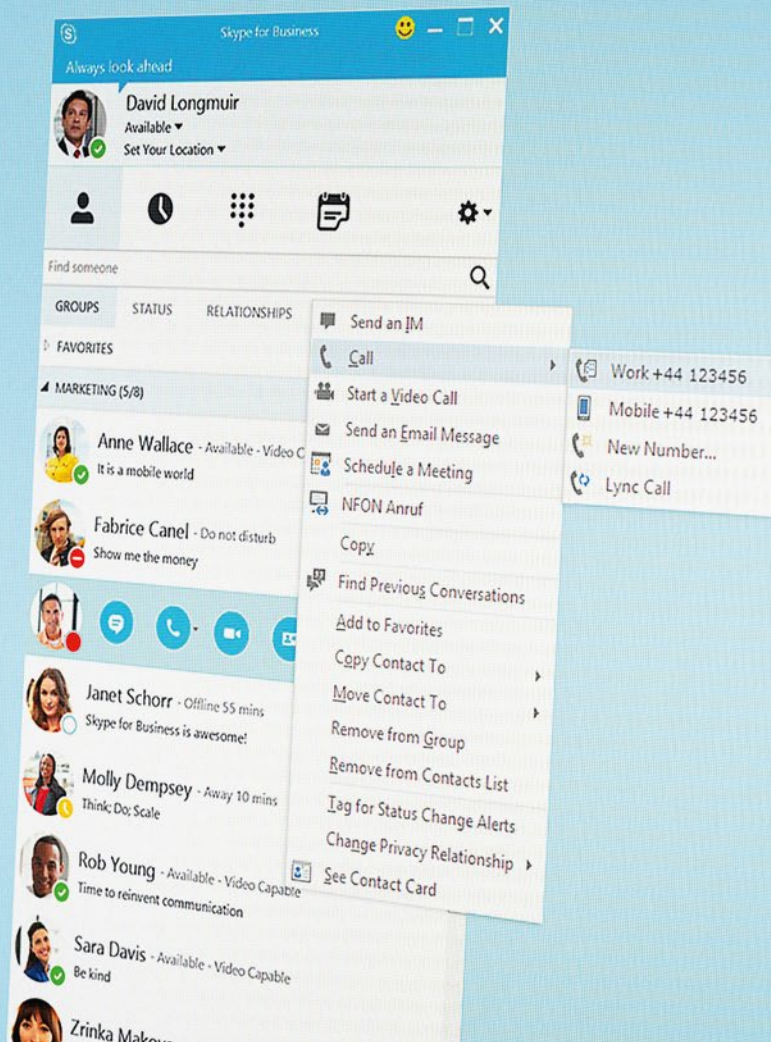 Skype for Business
Always look ahead
David Longmuir
Available
Set Your Location
Find someone
GROUPS STATUS RELATIONSHIPS
FAVORITES
MARKETING (5/8)
Anne Wallace - Available - Video C
It is a mobile world
Fabrice Canel - Do not disturb
Show me the money
Janet Schorr - Offline 55 mins
Skype for Business is awesome!
Molly Dempsey - Away 10 mins
Think; Do; Scale
Rob Young - Available - Video Capable
Time to reinvent communication
Sara Davis - Available - Video Capable
Be kind
Zrinka
Send an IM
Call
Start a Video Call
Send an Email Message
Schedule a Meeting
NFON Anruf
Copy
Find Previous Conversations
Add to Favorites
Copy Contact To
Move Contact To
Remove from Group
Remove from Contacts List
Tag for Status Change Alerts
Change Privacy Relationship
See Contact Card
Work +44 123456
Mobile +44 123456
New Number...
Lync Call